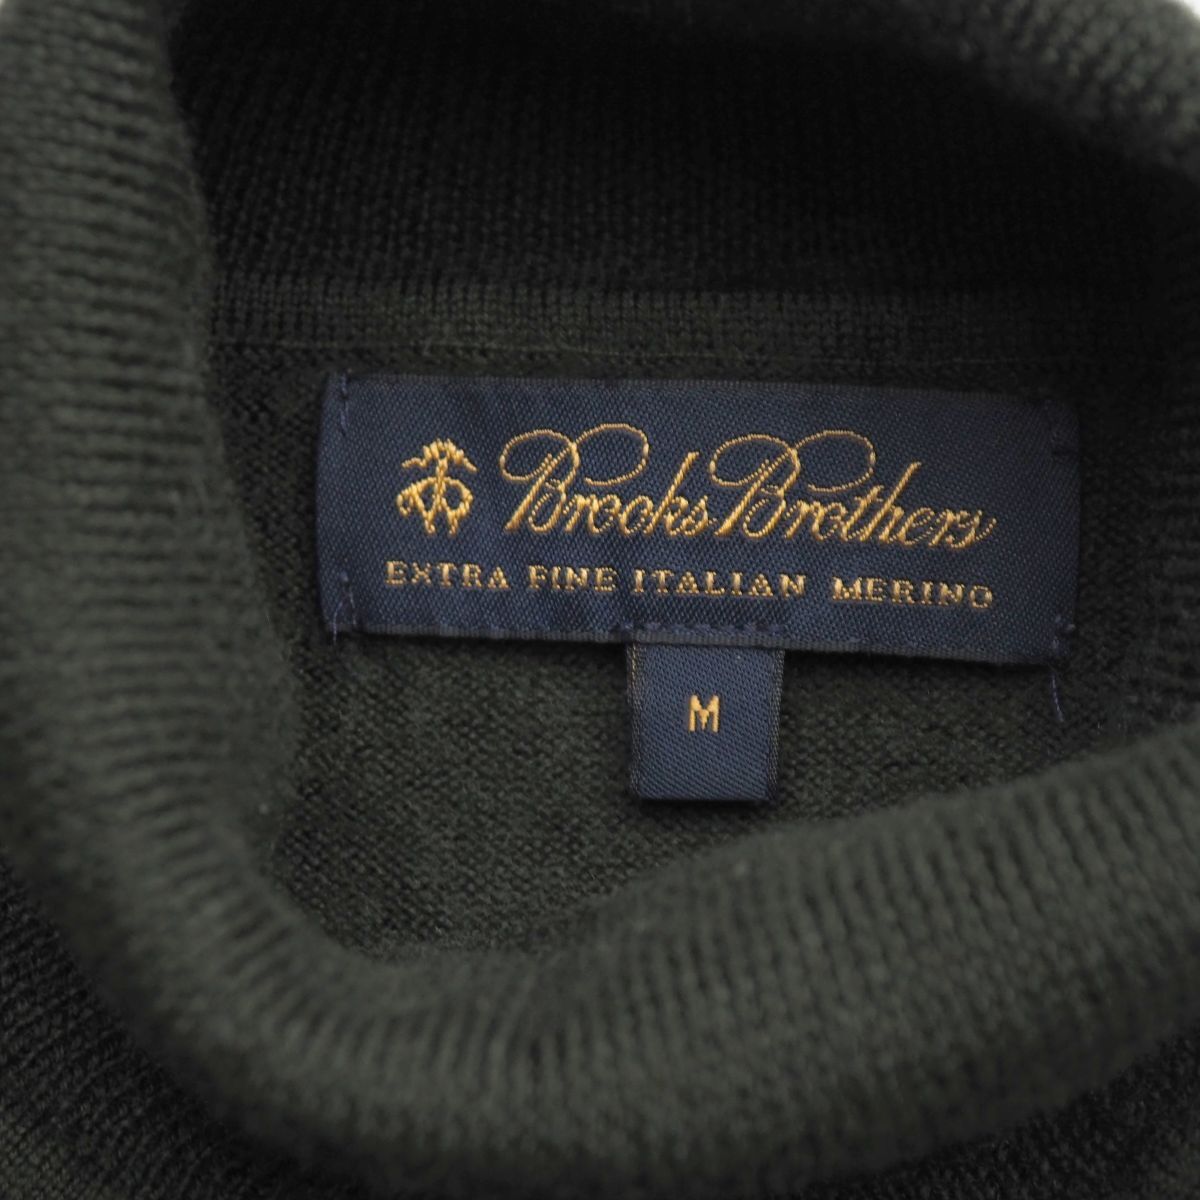 Brooks Brothers
EXTRA FINE ITALIAN MERINO
M